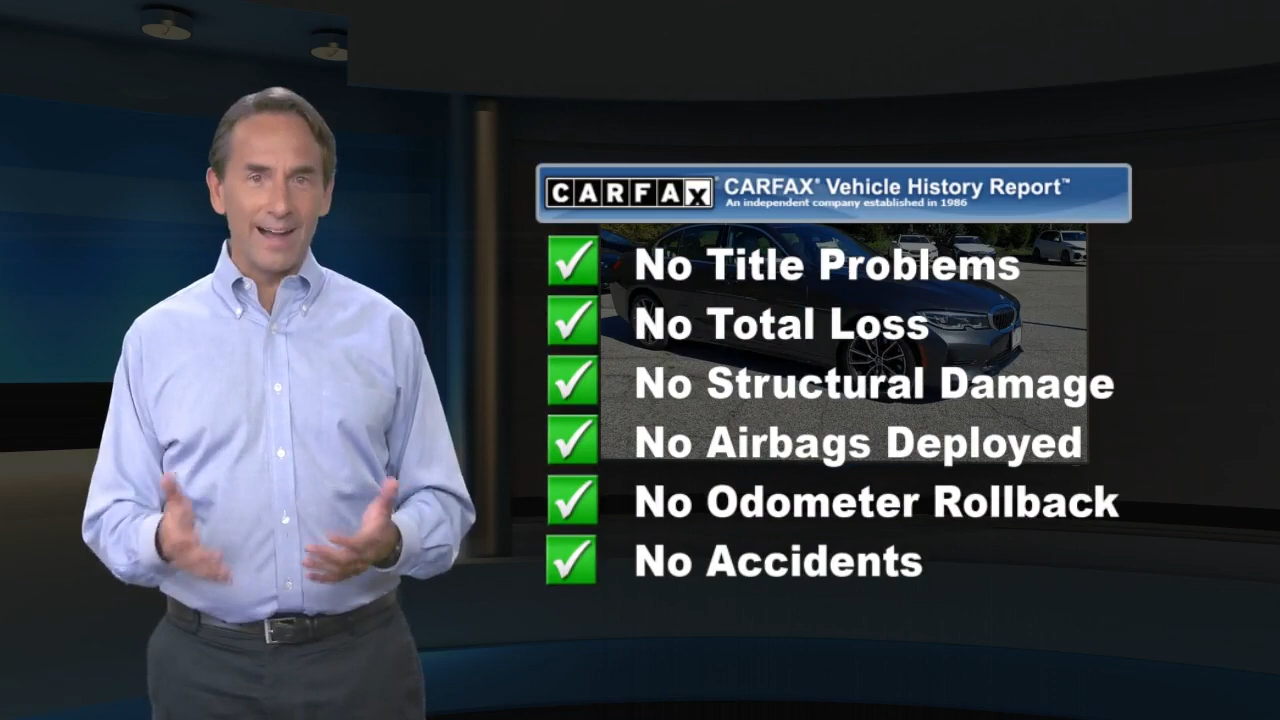 CARFAX CARFAX® Vehicle History Report™
An independent company established in 1986
No Title Problems
No Total Loss
No Structural Damage
No Airbags Deployed
No Odometer Rollback
No Accidents